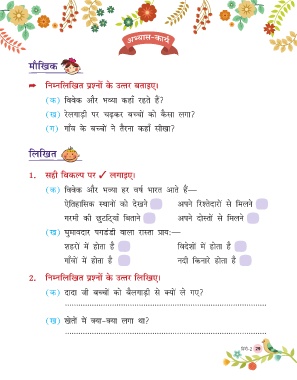 अभ्यास-कार्य
मौखिक
निम्नलिखित प्रश्नों के उत्तर बताइए।
(क) विवेक और भव्या कहाँ रहते हैं?
(ख) रेलगाड़ी पर चढ़कर बच्चों को कैसा लगा?
(ग) गाँव के बच्चों ने तैरना कहाँ सीखा?
लिखित
1. सही विकल्प पर ✓ लगाइए।
(क) विवेक और भव्या हर वर्ष भारत आते हैं—
ऐतिहासिक स्थानों को देखने अपने रिश्तेदारों से मिलने
गरमी की छुट्टियाँ बिताने अपने दोस्तों से मिलने
(ख) घुमावदार पगडंडी वाला रास्ता प्रायः-
शहरों में होता है विदेशों में होता है
गाँवों में होता है नदी किनारे होता है
2. निम्नलिखित प्रश्नों के उत्तर लिखिए।
(क) दादा जी बच्चों को बैलगाड़ी से क्यों ले गए?
(ख) खेतों में क्या-क्या लगा था?